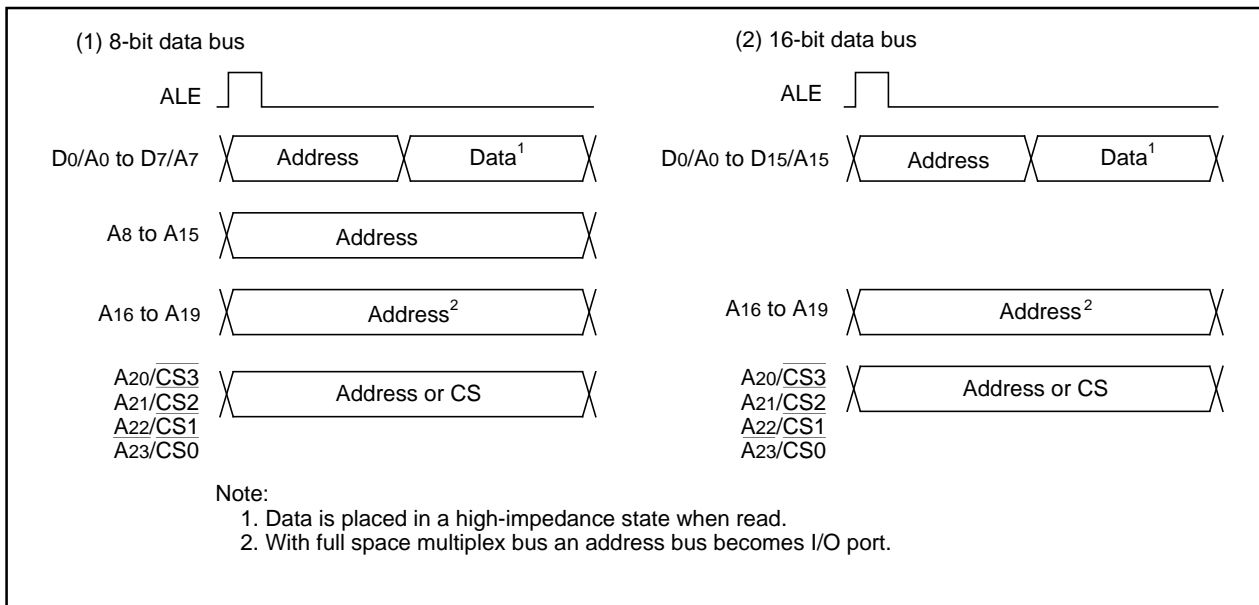 (1) 8-bit data bus
ALE
D0/A0 to D7/A7
Address
Data1
A8 to A15
Address
A16 to A19
Address2
A20/CS3
A21/CS2
A22/CS1
A23/CS0
Address or CS
(2) 16-bit data bus
ALE
D0/A0 to D15/A15
Address
Data1
A16 to A19
Address2
A20/CS3
A21/CS2
A22/CS1
A23/CS0
Address or CS
Note:
1. Data is placed in a high-impedance state when read.
2. With full space multiplex bus an address bus becomes I/O port.